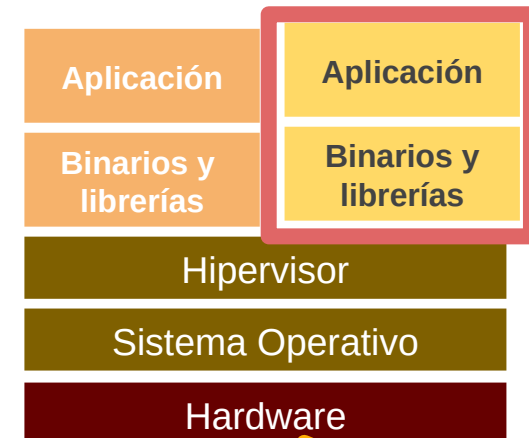 Aplicación
Aplicación
Binarios y
librerías
Binarios y
librerías
Hipervisor
Sistema Operativo
Hardware